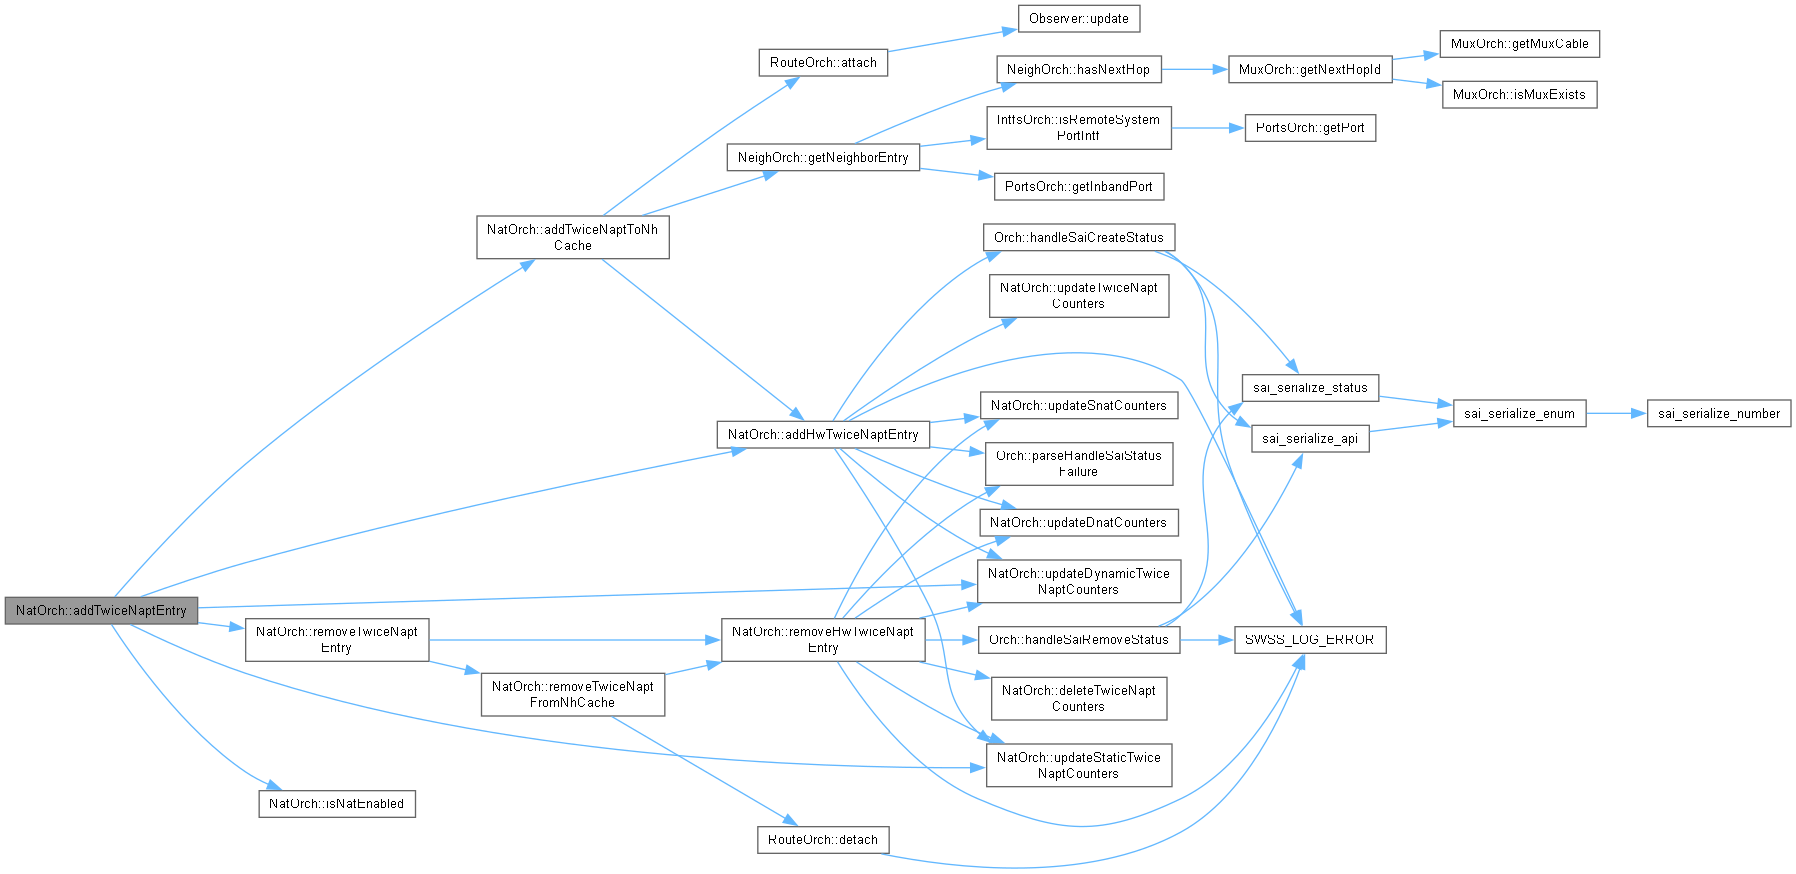 Observer::update
RouteOrch::attach
MuxOrch::getMuxCable
NeighOrch::hasNextHop
MuxOrch::getNextHopId
MuxOrch::isMuxExists
IntfsOrch::isRemoteSystem
PortIntf
PortsOrch::getPort
NeighOrch::getNeighborEntry
PortsOrch::getInbandPort
NatOrch::addTwiceNaptToNh
Cache
Orch::handleSaiCreateStatus
NatOrch::updateTwiceNapt
Counters
sai_serialize_status
NatOrch::updateSnatCounters
sai_serialize_enum
sai_serialize_number
NatOrch::addHwTwiceNaptEntry
sai_serialize_api
Orch::parseHandleSaiStatus
Failure
NatOrch::updateDnatCounters
NatOrch::updateDynamicTwice
NaptCounters
NatOrch::addTwiceNaptEntry
NatOrch::removeTwiceNapt
Entry
NatOrch::removeHwTwiceNapt
Entry
Orch::handleSaiRemoveStatus
SWSS_LOG_ERROR
NatOrch::removeTwiceNapt
FromNhCache
NatOrch::deleteTwiceNapt
Counters
NatOrch::updateStaticTwice
NaptCounters
NatOrch::isNatEnabled
RouteOrch::detach